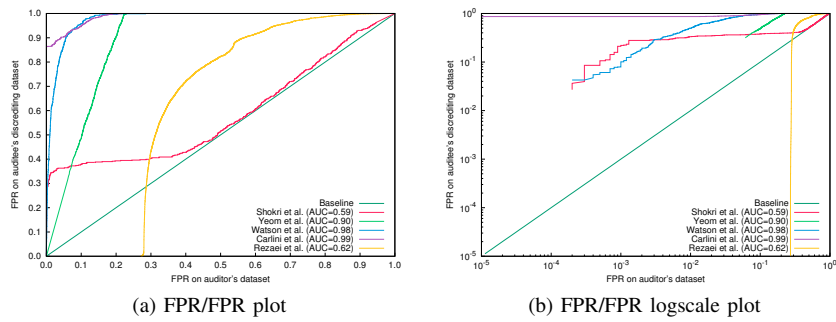 1.0
0.9
0.8
0.7
0.6
0.5
0.4
0.3
0.2
0.1
0.0
0.0 0.1 0.2 0.3 0.4 0.5 0.6 0.7 0.8 0.9 1.0
FPR on auditee's discrediting dataset
FPR on auditor's dataset
Baseline
Shokri et al. (AUC=0.59)
Yeom et al. (AUC=0.90)
Watson et al. (AUC=0.98)
Carlini et al. (AUC=0.99)
Rezaei et al. (AUC=0.62)
(a) FPR/FPR plot
10⁰
10⁻¹
10⁻²
10⁻³
10⁻⁴
10⁻⁵
10⁻⁵ 10⁻⁴ 10⁻³ 10⁻² 10⁻¹ 10⁰
FPR on auditee's discrediting dataset
FPR on auditor's dataset
Baseline
Shokri et al. (AUC=0.59)
Yeom et al. (AUC=0.90)
Watson et al. (AUC=0.98)
Carlini et al. (AUC=0.99)
Rezaei et al. (AUC=0.62)
(b) FPR/FPR logscale plot